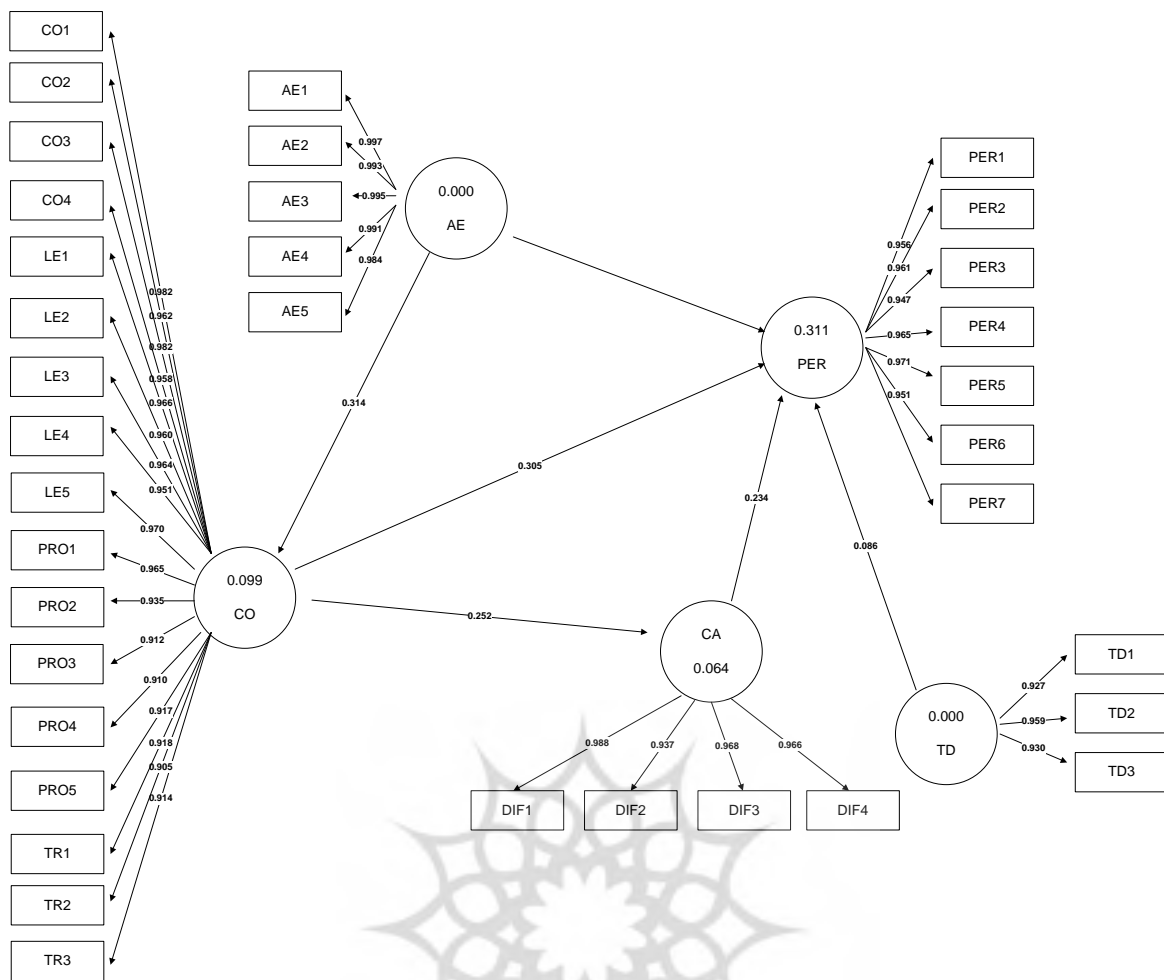 CO1
CO2
CO3
CO4
LE1
LE2
LE3
LE4
LE5
PRO1
PRO2
PRO3
PRO4
PRO5
TR1
TR2
TR3
0.982
0.962
0.982
0.958
0.966
0.960
0.964
0.951
0.970
0.965
0.935
0.912
0.910
0.917
0.918
0.905
0.914
0.099
CO
AE1
AE2
AE3
AE4
AE5
0.997
0.993
0.995
0.991
0.984
0.000
AE
0.314
0.305
0.252
0.234
0.086
0.311
PER
0.956
0.961
0.947
0.965
0.971
0.951
PER1
PER2
PER3
PER4
PER5
PER6
PER7
CA
0.064
0.988
0.937
0.968
0.966
DIF1
DIF2
DIF3
DIF4
0.000
TD
0.927
0.959
0.930
TD1
TD2
TD3